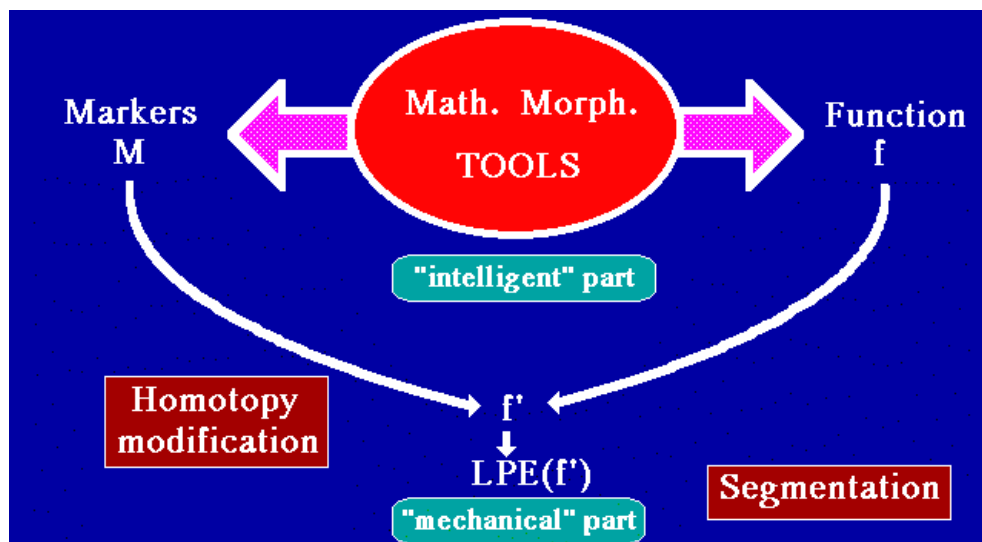 Markers
M
Math. Morph.
TOOLS
Function
f
"intelligent" part
Homotopy
modification
f'
LPE(f')
"mechanical" part
Segmentation